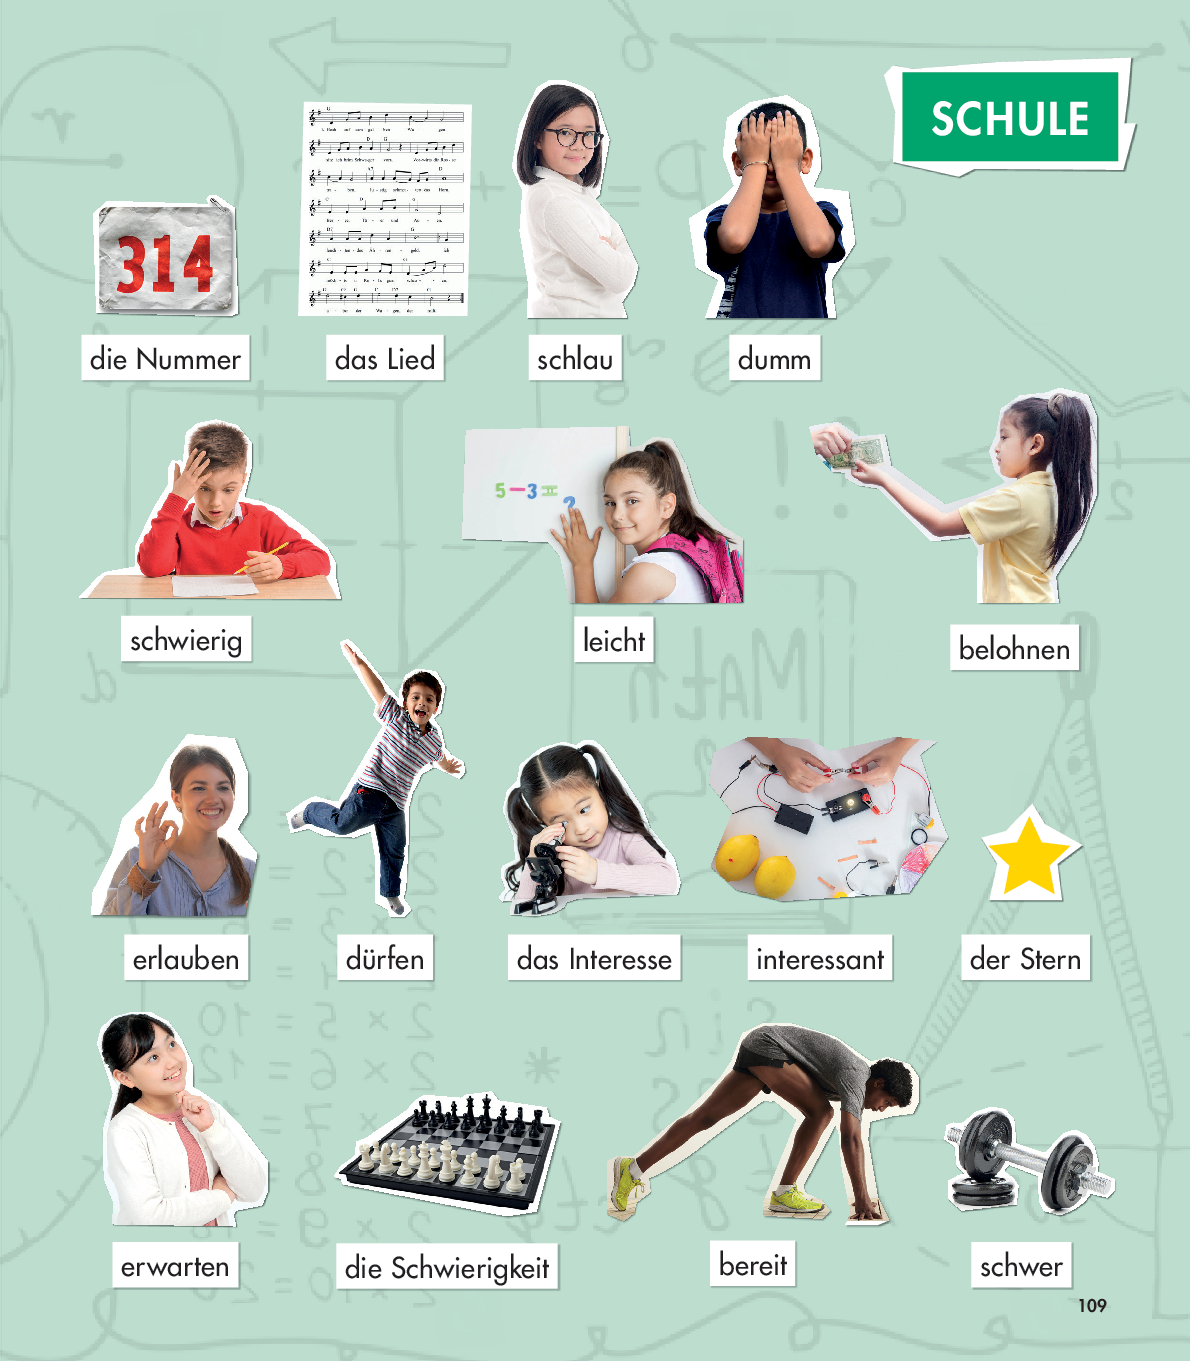 SCHULE
314
die Nummer
das Lied
schlau
dumm
5 - 3 = ?
schwierig
leicht
belohnen
erlauben
dürfen
das Interesse
interessant
der Stern
erwarten
die Schwierigkeit
bereit
schwer
109